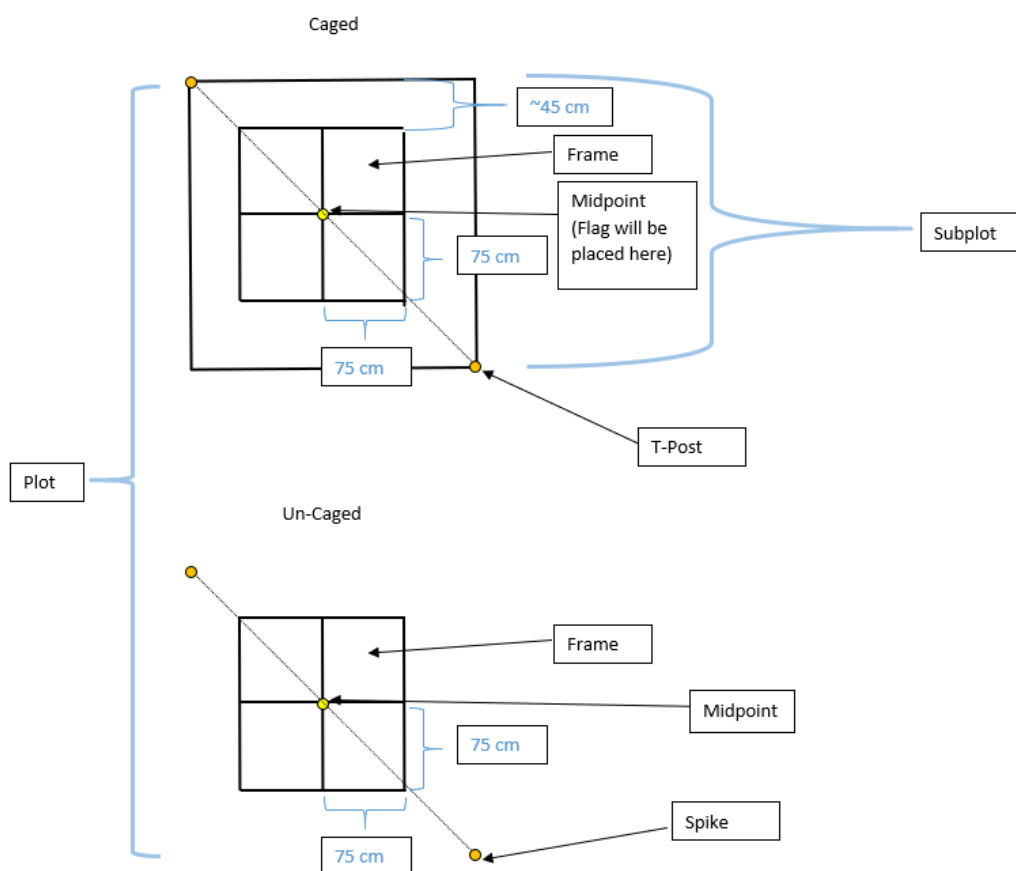 Caged
~45 cm
Frame
Midpoint
(Flag will be
placed here)
Subplot
75 cm
75 cm
T-Post
Plot
Un-Caged
Frame
Midpoint
75 cm
Spike
75 cm